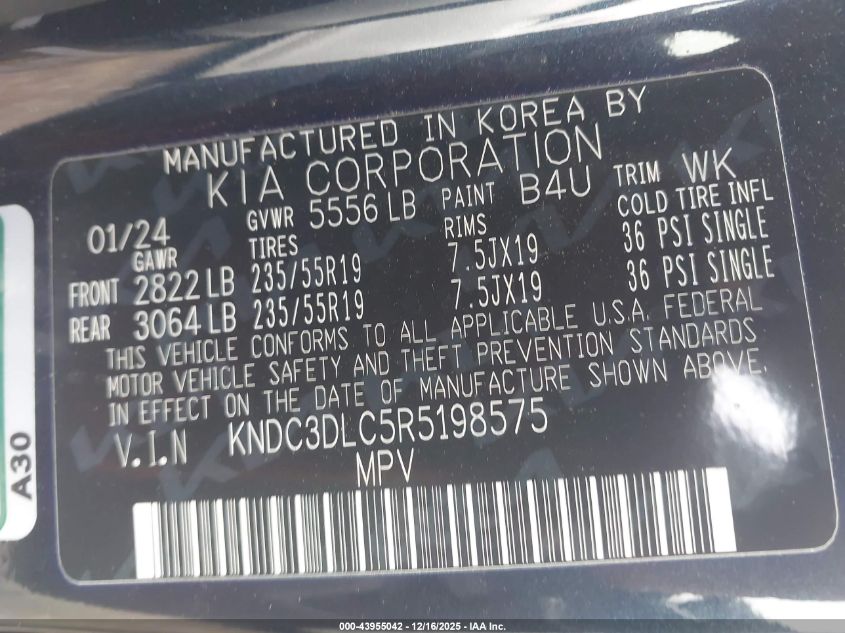 MANUFACTURED IN KOREA BY
KIA CORPORATION
01/24 GVWR 5556 LB PAINT B4U TRIM WK
GAWR TIRES RIMS COLD TIRE INFL
FRONT 2822 LB 235/55R19 7.5JX19 36 PSI SINGLE
REAR 3064 LB 235/55R19 7.5JX19 36 PSI SINGLE
THIS VEHICLE CONFORMS TO ALL APPLICABLE U.S.A. FEDERAL
MOTOR VEHICLE SAFETY AND THEFT PREVENTION STANDARDS
IN EFFECT ON THE DATE OF MANUFACTURE SHOWN ABOVE.
V.I.N KNDC3DLC5R5198575
MPV
A30
000-43955042 - 12/16/2025 - IAA Inc.